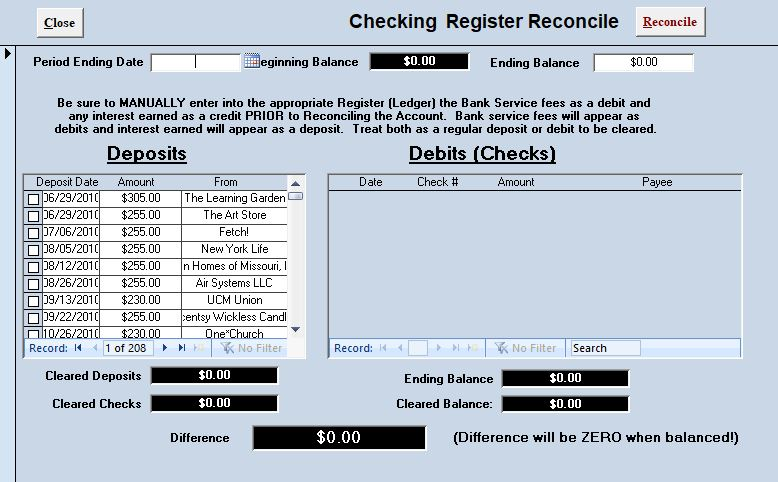 Close
Checking Register Reconcile
Reconcile
Period Ending Date
eginning Balance
$0.00
Ending Balance
$0.00
Be sure to MANUALLY enter into the appropriate Register (Ledger) the Bank Service fees as a debit and
any interest earned as a credit PRIOR to Reconciling the Account. Bank service fees will appear as
debits and interest earned will appear as a deposit. Treat both as a regular deposit or debit to be cleared.
Deposits
Deposit Date Amount From
06/29/2010 $305.00 The Learning Garden
06/29/2010 $255.00 The Art Store
07/06/2010 $255.00 Fetch!
08/05/2010 $255.00 New York Life
08/12/2010 $255.00 n Homes of Missouri, I
08/26/2010 $255.00 Air Systems LLC
09/13/2010 $230.00 UCM Union
09/22/2010 $255.00 centsy Wickless Candl
10/26/2010 $230.00 One*Church
Record: 1 of 208 No Filter
Debits (Checks)
Date Check # Amount Payee
Record: No Filter Search
Cleared Deposits $0.00
Cleared Checks $0.00
Ending Balance $0.00
Cleared Balance: $0.00
Difference $0.00 (Difference will be ZERO when balanced!)